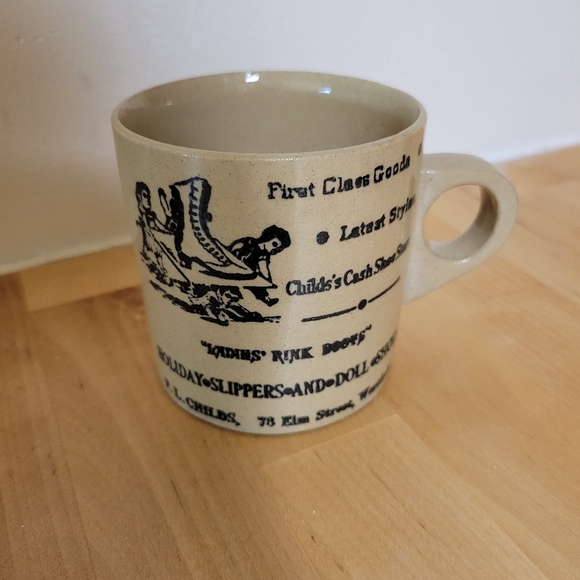 First Class Goods
• Latest Styles
Childs's Cash Shoe Store
"LADIES' RINK BOOTS"
HOLIDAY•SLIPPERS•AND•DOLL•SHOES
F. L. CHILDS, 78 Elm Street,